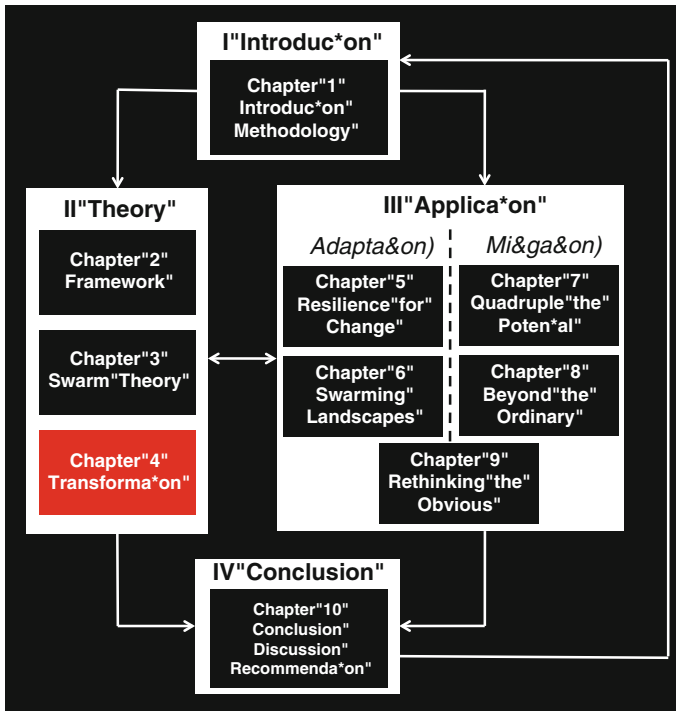 I"Introduc*on"
Chapter"1"
Introduc*on"
Methodology"
II"Theory"
Chapter"2"
Framework"
Chapter"3"
Swarm"Theory"
Chapter"4"
Transforma*on"
III"Applica*on"
Adapta&on)
Mi&ga&on)
Chapter"5"
Resilience"for"
Change"
Chapter"7"
Quadruple"the"
Poten*al"
Chapter"6"
Swarming"
Landscapes"
Chapter"8"
Beyond"the"
Ordinary"
Chapter"9"
Rethinking"the"
Obvious"
IV"Conclusion"
Chapter"10"
Conclusion"
Discussion"
Recommenda*on"